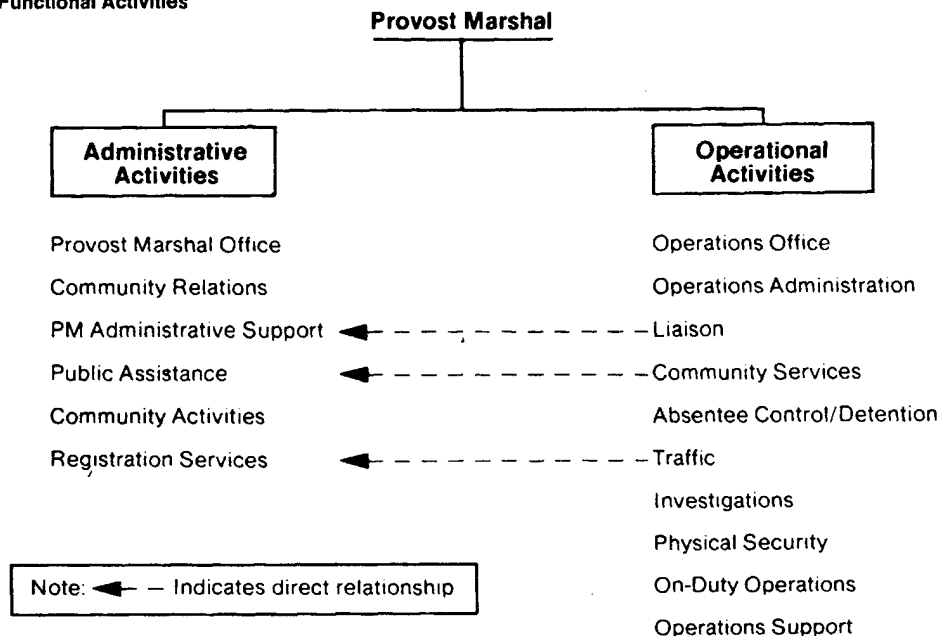 Functional Activities
Provost Marshal
Administrative
Activities
Operational
Activities
Provost Marshal Office
Community Relations
PM Administrative Support
Public Assistance
Community Activities
Registration Services
Operations Office
Operations Administration
Liaison
Community Services
Absentee Control/Detention
Traffic
Investigations
Physical Security
On-Duty Operations
Operations Support
Note: ◄– – Indicates direct relationship